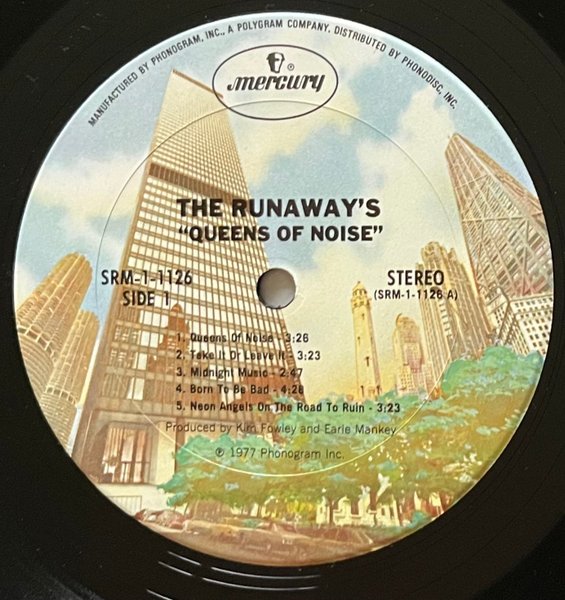 MANUFACTURED BY PHONOGRAM, INC., A POLYGRAM COMPANY, DISTRIBUTED BY PHONODISC, INC.
mercury
THE RUNAWAY'S
"QUEENS OF NOISE"
SRM-1-1126
SIDE 1
STEREO
(SRM-1-1126 A)
1. Queens Of Noise - 3:26
2. Take It Or Leave It - 3:23
3. Midnight Music - 2:47
4. Born To Be Bad - 4:28
5. Neon Angels On The Road To Ruin - 3:23
Produced by Kim Fowley and Earle Mankey
℗ 1977 Phonogram Inc.